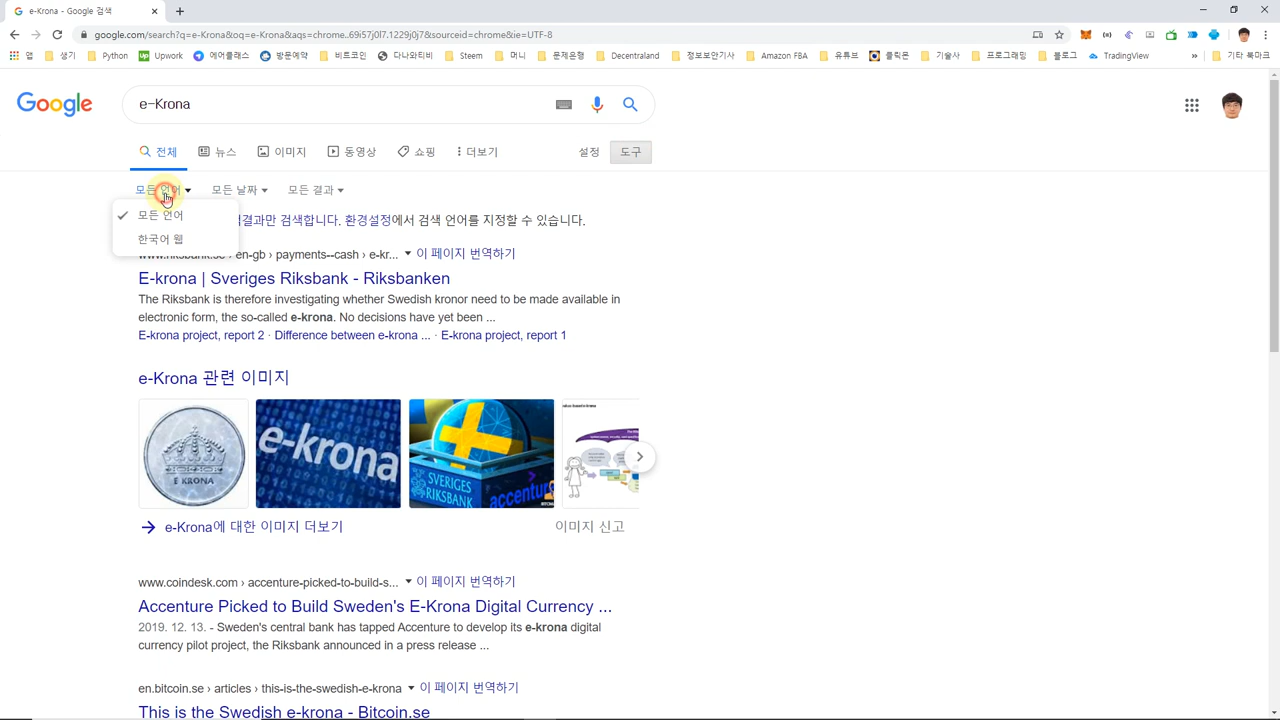 e-Krona - Google 검색
google.com/search?q=e-Krona&oq=e-Krona&aqs=chrome..69i57j0l7.1229j0j7&sourceid=chrome&ie=UTF-8
앱 생기 Python Upwork 에어클래스 방문예약 비트코인 다나와티비 Steem 머니 문제은행 Decentraland 정보보안기사 Amazon FBA 유튜브 클릭몬 기술사 프로그래밍 블로그 TradingView » 기타 북마크
Google e-Krona
전체 뉴스 이미지 동영상 쇼핑 더보기 설정 도구
모든 언어 모든 날짜 모든 결과
모든 언어
한국어 웹
결과만 검색합니다. 환경설정에서 검색 언어를 지정할 수 있습니다.
www.riksbank.se › en-gb › payments--cash › e-kr... 이 페이지 번역하기
E-krona | Sveriges Riksbank - Riksbanken
The Riksbank is therefore investigating whether Swedish kronor need to be made available in
electronic form, the so-called e-krona. No decisions have yet been ...
E-krona project, report 2 · Difference between e-krona ... · E-krona project, report 1
e-Krona 관련 이미지
E KRONA
e-krona
SVERIGES
RIKSBANK
accentur
e-Krona에 대한 이미지 더보기 이미지 신고
www.coindesk.com › accenture-picked-to-build-s... 이 페이지 번역하기
Accenture Picked to Build Sweden's E-Krona Digital Currency ...
2019. 12. 13. - Sweden's central bank has tapped Accenture to develop its e-krona digital
currency pilot project, the Riksbank announced in a press release ...
en.bitcoin.se › articles › this-is-the-swedish-e-krona 이 페이지 번역하기
This is the Swedish e-krona - Bitcoin.se